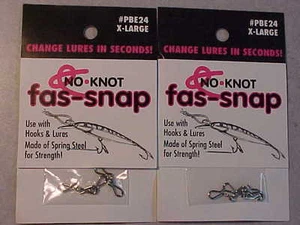 #PBE24
X-LARGE
CHANGE LURES IN SECONDS!
NO•KNOT
fas-snap
Use with
Hooks & Lures
Made of Spring Steel
for Strength!
#PBE24
X-LARGE
CHANGE LURES IN SECONDS!
NO•KNOT
fas-snap
Use with
Hooks & Lures
Made of Spring Steel
for Strength!